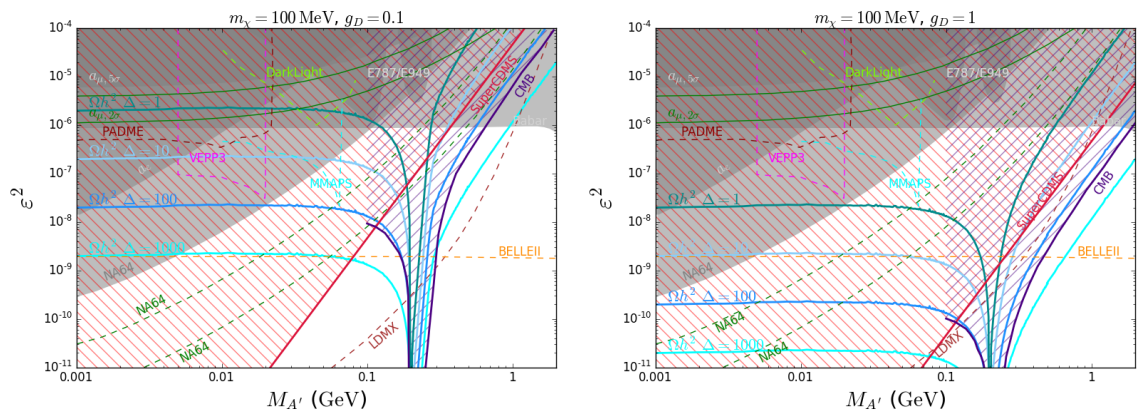 m_χ = 100 MeV, g_D = 0.1
10^-4
10^-5
10^-6
10^-7
10^-8
10^-9
10^-10
10^-11
ε^2
DarkLight
E787/E949
a_μ,5σ
Ωh^2 Δ = 1
a_μ,2σ
PADME
Ωh^2 Δ = 10
VEPP3
MMAPS
SuperCDMS
CMB
Babar
Ωh^2 Δ = 100
Ωh^2 Δ = 1000
BELLEII
NA64
NA64
NA64
LDMX
0.001
0.01
0.1
1
M_A′ (GeV)
m_χ = 100 MeV, g_D = 1
10^-4
10^-5
10^-6
10^-7
10^-8
10^-9
10^-10
10^-11
ε^2
DarkLight
E787/E949
a_μ,5σ
a_μ,2σ
PADME
VEPP3
MMAPS
SuperCDMS
CMB
Ωh^2 Δ = 1
Ωh^2 Δ = 10
BELLEII
NA64
Ωh^2 Δ = 100
NA64
NA64
LDMX
Ωh^2 Δ = 1000
0.001
0.01
0.1
1
M_A′ (GeV)